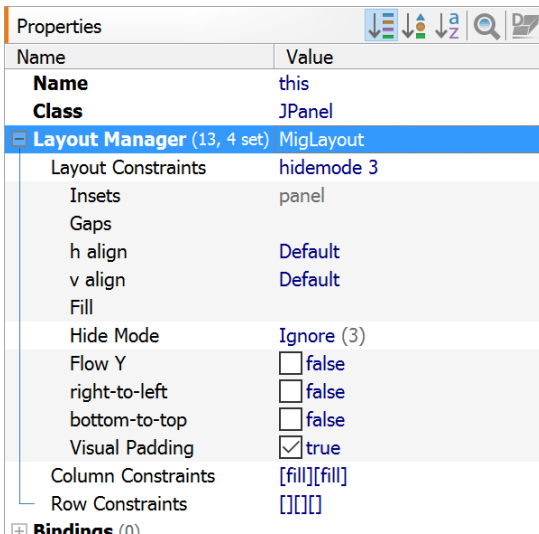 Properties
Name Value
Name this
Class JPanel
Layout Manager (13, 4 set) MigLayout
Layout Constraints hidemode 3
Insets panel
Gaps
h align Default
v align Default
Fill
Hide Mode Ignore (3)
Flow Y false
right-to-left false
bottom-to-top false
Visual Padding true
Column Constraints [fill][fill]
Row Constraints [][][]
Bindings (0)